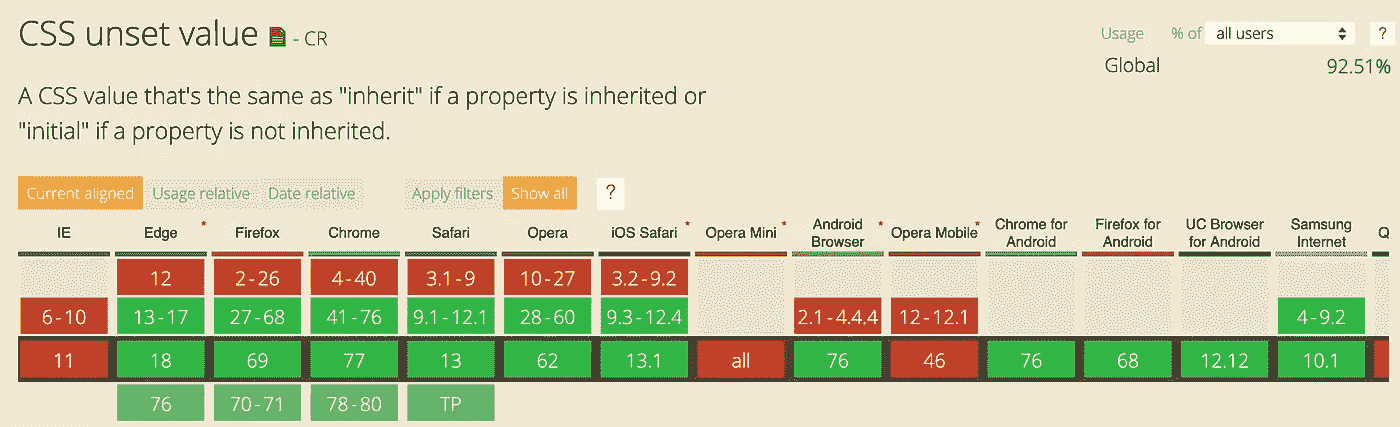 CSS unset value - CR
Usage % of all users ?
Global 92.51%
A CSS value that's the same as "inherit" if a property is inherited or
"initial" if a property is not inherited.
Current aligned Usage relative Date relative Apply filters Show all ?
IE Edge * Firefox Chrome Safari Opera iOS Safari * Opera Mini * Android Browser * Opera Mobile * Chrome for Android Firefox for Android UC Browser for Android Samsung Internet Q
12 2-26 4-40 3.1-9 10-27 3.2-9.2
6-10 13-17 27-68 41-76 9.1-12.1 28-60 9.3-12.4 2.1-4.4.4 12-12.1 4-9.2
11 18 69 77 13 62 13.1 all 76 46 76 68 12.12 10.1
76 70-71 78-80 TP